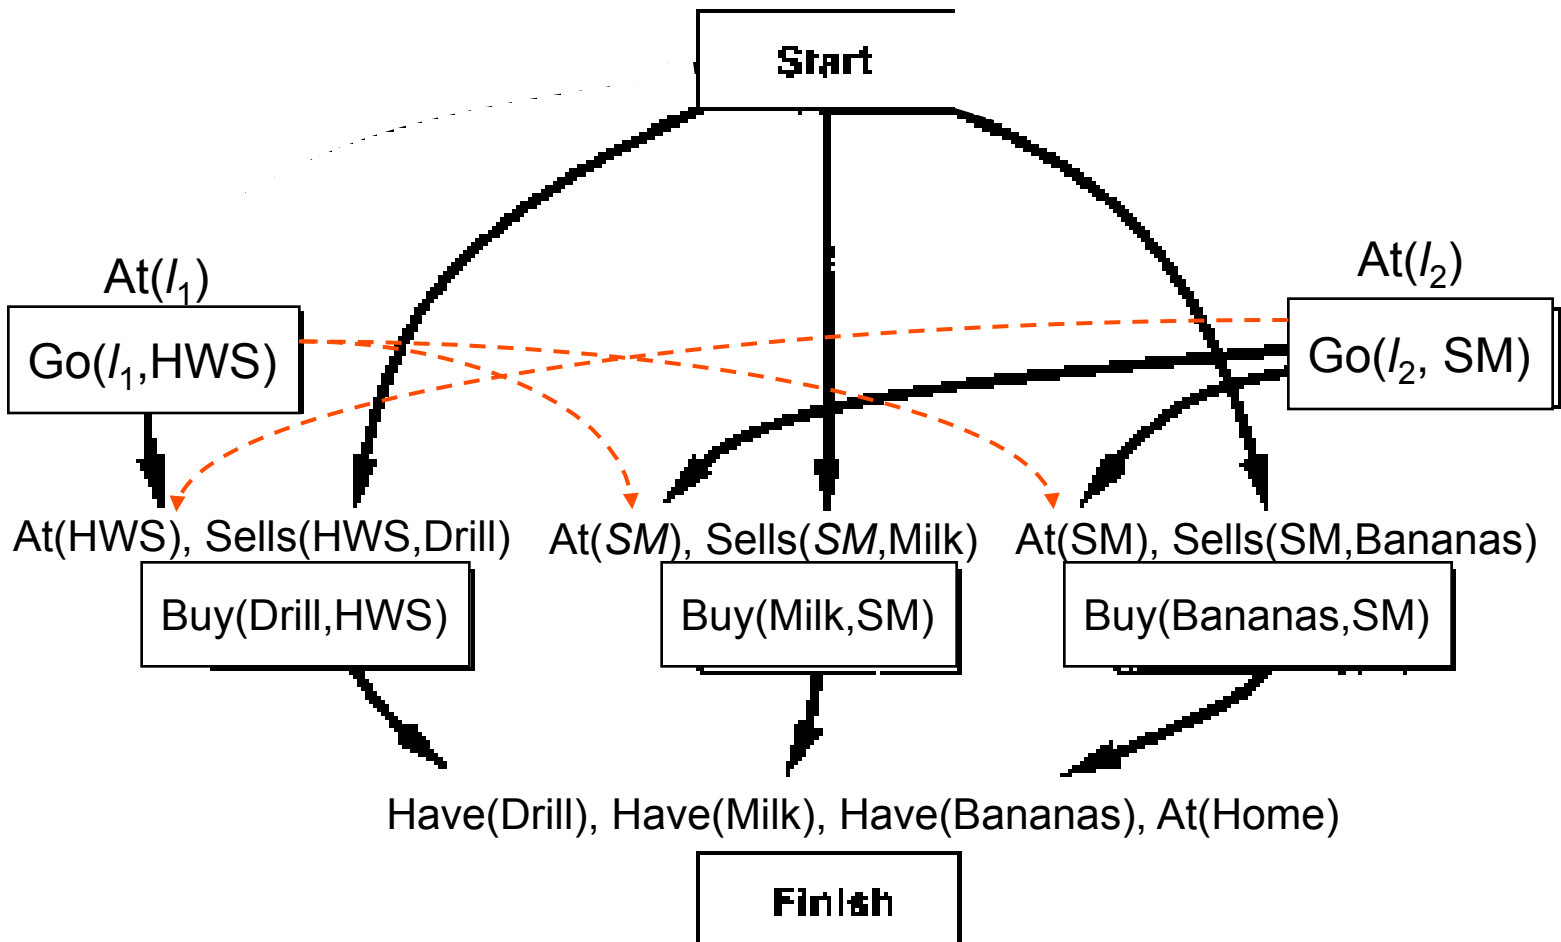 Start
At(l1)
At(l2)
Go(l1,HWS)
Go(l2, SM)
At(HWS), Sells(HWS,Drill)
At(SM), Sells(SM,Milk)
At(SM), Sells(SM,Bananas)
Buy(Drill,HWS)
Buy(Milk,SM)
Buy(Bananas,SM)
Have(Drill), Have(Milk), Have(Bananas), At(Home)
Finish